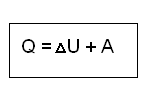 Q = ΔU + A